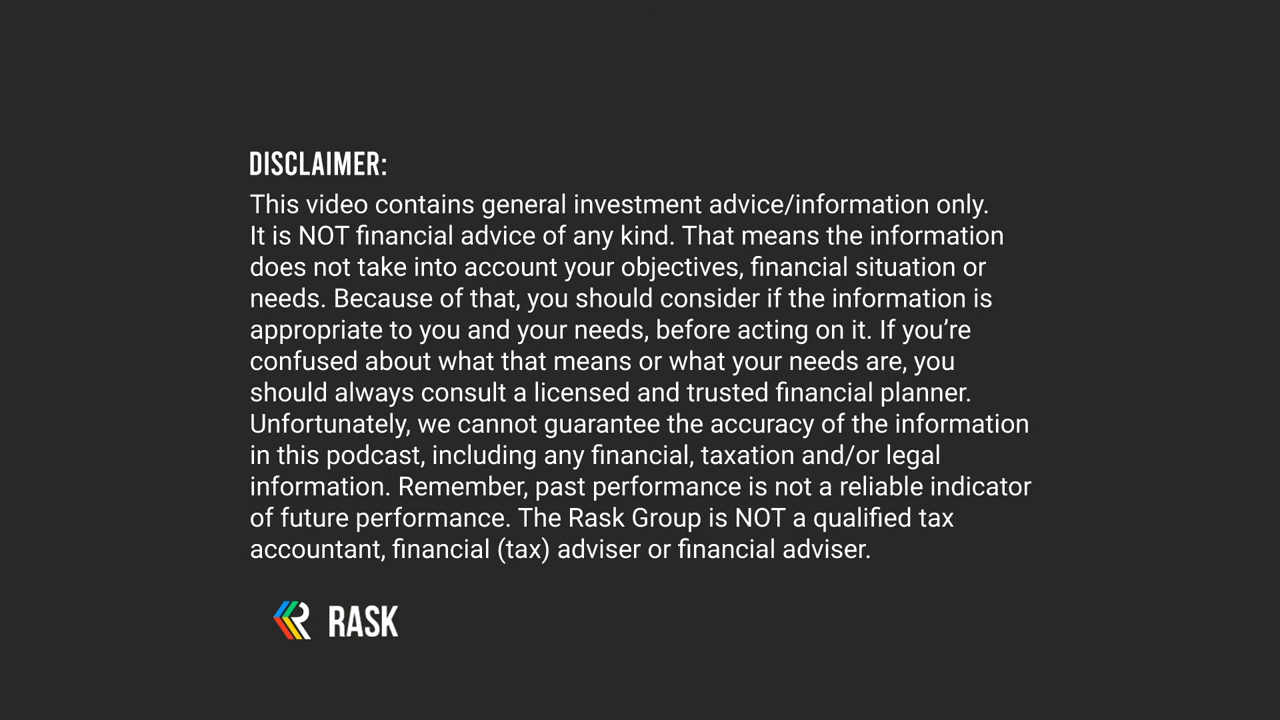 DISCLAIMER:
This video contains general investment advice/information only.
It is NOT financial advice of any kind. That means the information
does not take into account your objectives, financial situation or
needs. Because of that, you should consider if the information is
appropriate to you and your needs, before acting on it. If you’re
confused about what that means or what your needs are, you
should always consult a licensed and trusted financial planner.
Unfortunately, we cannot guarantee the accuracy of the information
in this podcast, including any financial, taxation and/or legal
information. Remember, past performance is not a reliable indicator
of future performance. The Rask Group is NOT a qualified tax
accountant, financial (tax) adviser or financial adviser.
RASK